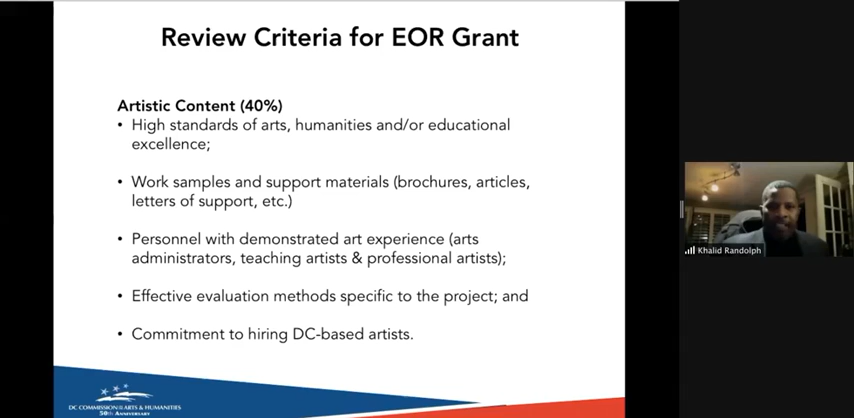 Review Criteria for EOR Grant
Artistic Content (40%)
• High standards of arts, humanities and/or educational
excellence;
• Work samples and support materials (brochures, articles,
letters of support, etc.)
• Personnel with demonstrated art experience (arts
administrators, teaching artists & professional artists);
• Effective evaluation methods specific to the project; and
• Commitment to hiring DC-based artists.
DC COMMISSION ON THE ARTS & HUMANITIES
50TH ANNIVERSARY
Khalid Randolph